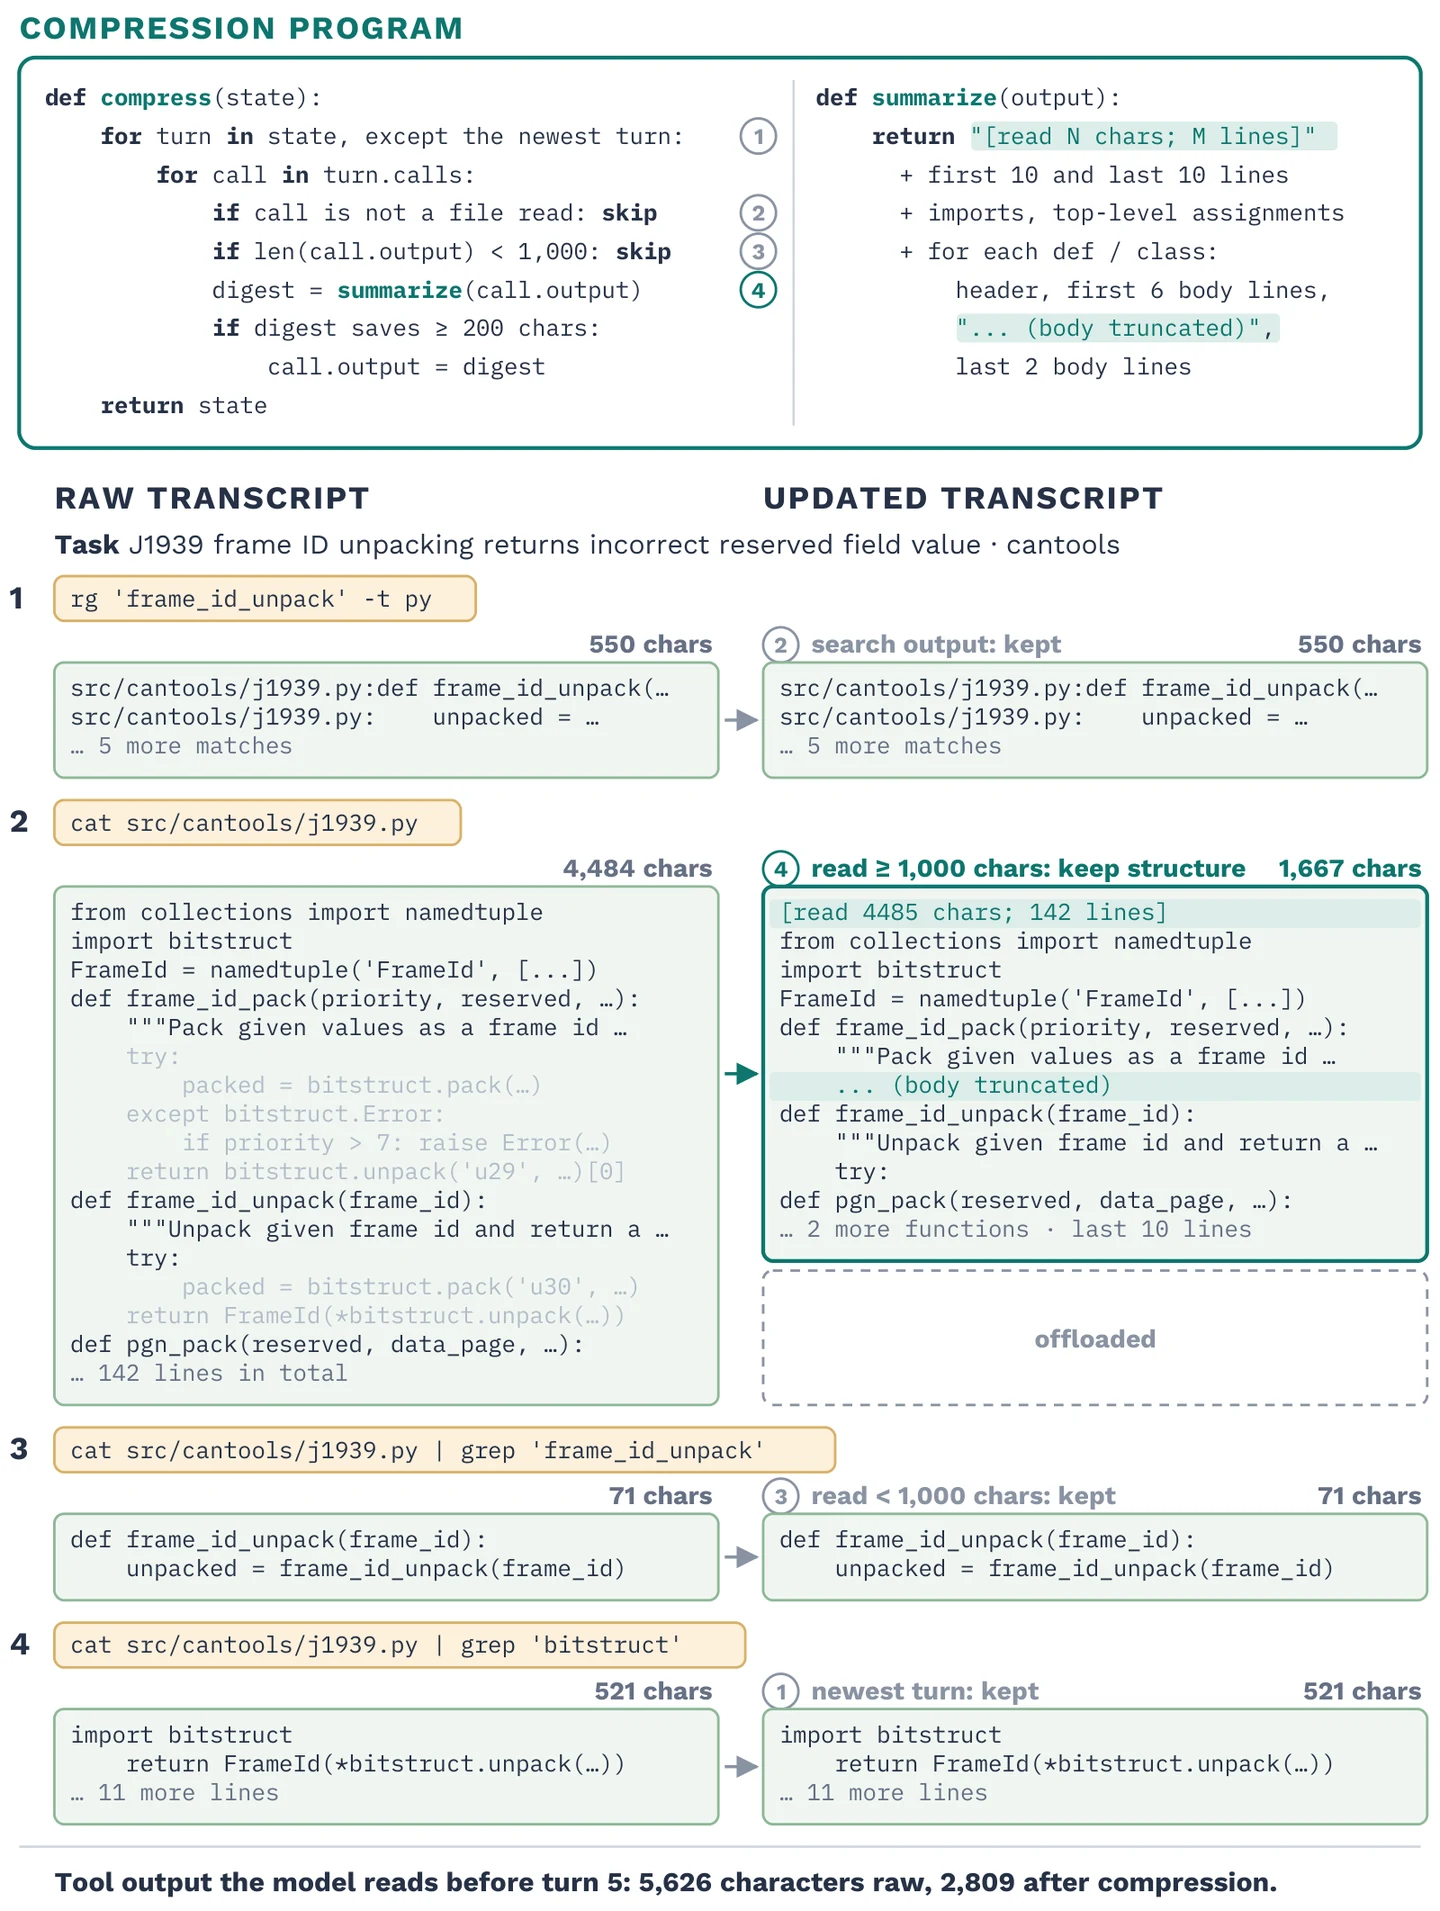 COMPRESSION PROGRAM
def compress(state):
    for turn in state, except the newest turn: 1
        for call in turn.calls:
            if call is not a file read: skip 2
            if len(call.output) < 1,000: skip 3
            digest = summarize(call.output) 4
            if digest saves ≥ 200 chars:
                call.output = digest
    return state
def summarize(output):
    return "[read N chars; M lines]"
      + first 10 and last 10 lines
      + imports, top-level assignments
      + for each def / class:
          header, first 6 body lines,
          "... (body truncated)",
          last 2 body lines
RAW TRANSCRIPT
UPDATED TRANSCRIPT
Task J1939 frame ID unpacking returns incorrect reserved field value · cantools
1 rg 'frame_id_unpack' -t py
550 chars
src/cantools/j1939.py:def frame_id_unpack(…
src/cantools/j1939.py:    unpacked = …
… 5 more matches
2 search output: kept 550 chars
src/cantools/j1939.py:def frame_id_unpack(…
src/cantools/j1939.py:    unpacked = …
… 5 more matches
2 cat src/cantools/j1939.py
4,484 chars
from collections import namedtuple
import bitstruct
FrameId = namedtuple('FrameId', [...])
def frame_id_pack(priority, reserved, …):
    """Pack given values as a frame id …
    try:
        packed = bitstruct.pack(…)
    except bitstruct.Error:
        if priority > 7: raise Error(…)
    return bitstruct.unpack('u29', …)[0]
def frame_id_unpack(frame_id):
    """Unpack given frame id and return a …
    try:
        packed = bitstruct.pack('u30', …)
    return FrameId(*bitstruct.unpack(…))
def pgn_pack(reserved, data_page, …):
… 142 lines in total
4 read ≥ 1,000 chars: keep structure 1,667 chars
[read 4485 chars; 142 lines]
from collections import namedtuple
import bitstruct
FrameId = namedtuple('FrameId', [...])
def frame_id_pack(priority, reserved, …):
    """Pack given values as a frame id …
    ... (body truncated)
def frame_id_unpack(frame_id):
    """Unpack given frame id and return a …
    try:
def pgn_pack(reserved, data_page, …):
… 2 more functions · last 10 lines
offloaded
3 cat src/cantools/j1939.py | grep 'frame_id_unpack'
71 chars
def frame_id_unpack(frame_id):
    unpacked = frame_id_unpack(frame_id)
3 read < 1,000 chars: kept 71 chars
def frame_id_unpack(frame_id):
    unpacked = frame_id_unpack(frame_id)
4 cat src/cantools/j1939.py | grep 'bitstruct'
521 chars
import bitstruct
    return FrameId(*bitstruct.unpack(…))
… 11 more lines
1 newest turn: kept 521 chars
import bitstruct
    return FrameId(*bitstruct.unpack(…))
… 11 more lines
Tool output the model reads before turn 5: 5,626 characters raw, 2,809 after compression.